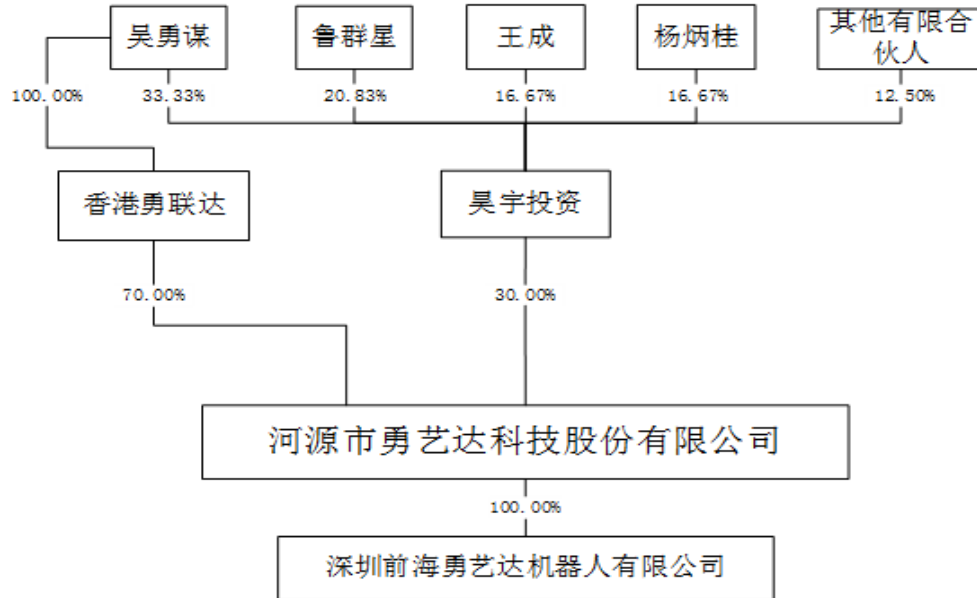 吴勇谋
鲁群星
王成
杨炳桂
其他有限合
伙人
100.00%
33.33%
20.83%
16.67%
16.67%
12.50%
香港勇联达
昊宇投资
70.00%
30.00%
河源市勇艺达科技股份有限公司
100.00%
深圳前海勇艺达机器人有限公司